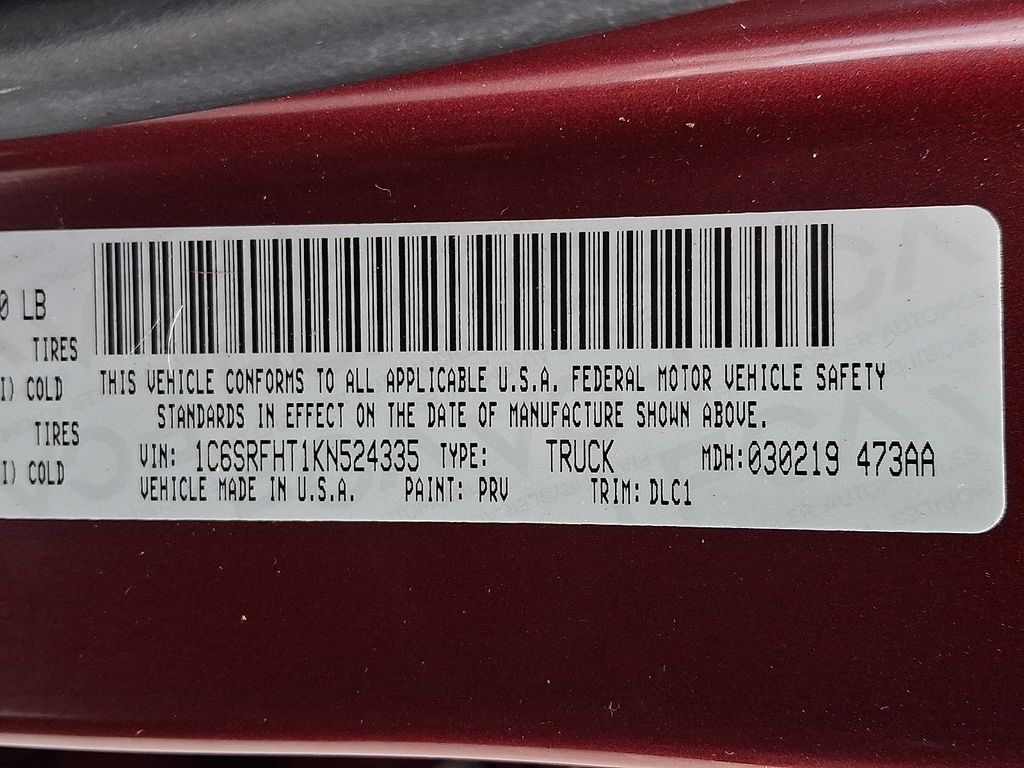 0 LB
TIRES
I) COLD
TIRES
I) COLD
THIS VEHICLE CONFORMS TO ALL APPLICABLE U.S.A. FEDERAL MOTOR VEHICLE SAFETY
STANDARDS IN EFFECT ON THE DATE OF MANUFACTURE SHOWN ABOVE.
VIN: 1C6SRFHT1KN524335 TYPE: TRUCK MDH:030219 473AA
VEHICLE MADE IN U.S.A. PAINT: PRV TRIM: DLC1